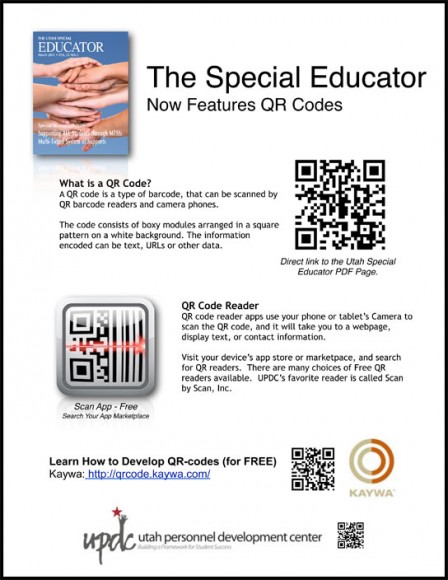 THE UTAH SPECIAL
EDUCATOR
The Special Educator
Now Features QR Codes
Supporting All Students Through MTSS:
Multi-Tiered System of Supports
What is a QR Code?
A QR code is a type of barcode, that can be scanned by
QR barcode readers and camera phones.
The code consists of boxy modules arranged in a square
pattern on a white background. The information
encoded can be text, URLs or other data.
Direct link to the Utah Special
Educator PDF Page.
QR Code Reader
QR code reader apps use your phone or tablet's Camera to
scan the QR code, and it will take you to a webpage,
display text, or contact information.
Visit your device's app store or marketpace, and search
for QR readers. There are many choices of Free QR
readers available. UPDC's favorite reader is called Scan
by Scan, Inc.
Scan App - Free
Search Your App Marketplace
Learn How to Develop QR-codes (for FREE)
Kaywa: http://qrcode.kaywa.com/
KAYWA
updc utah personnel development center
Building a Framework for Student Success